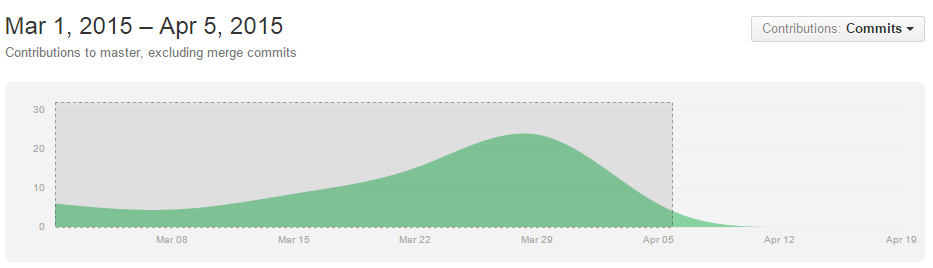 Mar 1, 2015 – Apr 5, 2015
Contributions: Commits
Contributions to master, excluding merge commits
30
20
10
0
Mar 08 Mar 15 Mar 22 Mar 29 Apr 05 Apr 12 Apr 19